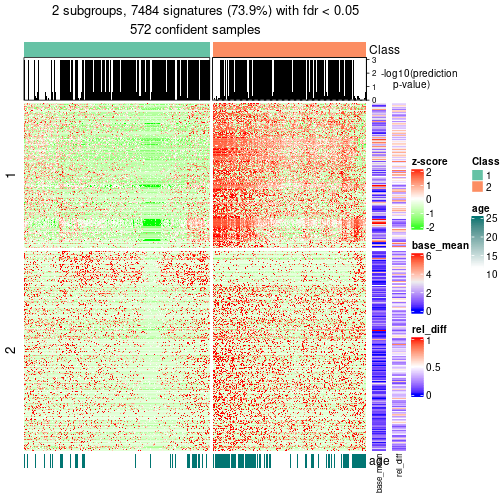 2 subgroups, 7484 signatures (73.9%) with fdr < 0.05
572 confident samples
Class
3
2
1
0
-log10(prediction
p-value)
1
2
z-score
2
1
0
-1
-2
base_mean
6
4
2
0
rel_diff
1
0.5
0
Class
1
2
age
25
20
15
10
age
base_mean
rel_diff